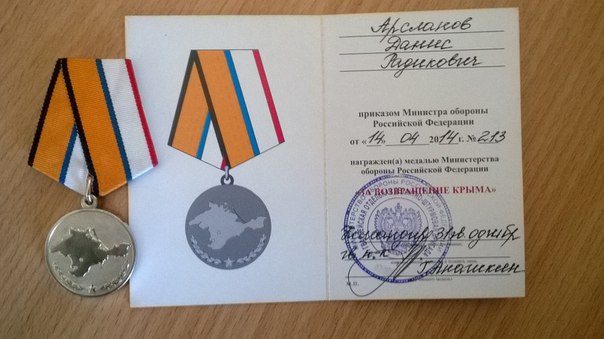 Арсланов
Данис
Радикович
приказом Министра обороны
Российской Федерации
от «14» 04 2014 г. № 213
награжден(а) медалью Министерства
обороны Российской Федерации
"ЗА ВОЗВРАЩЕНИЕ КРЫМА"
М.П.